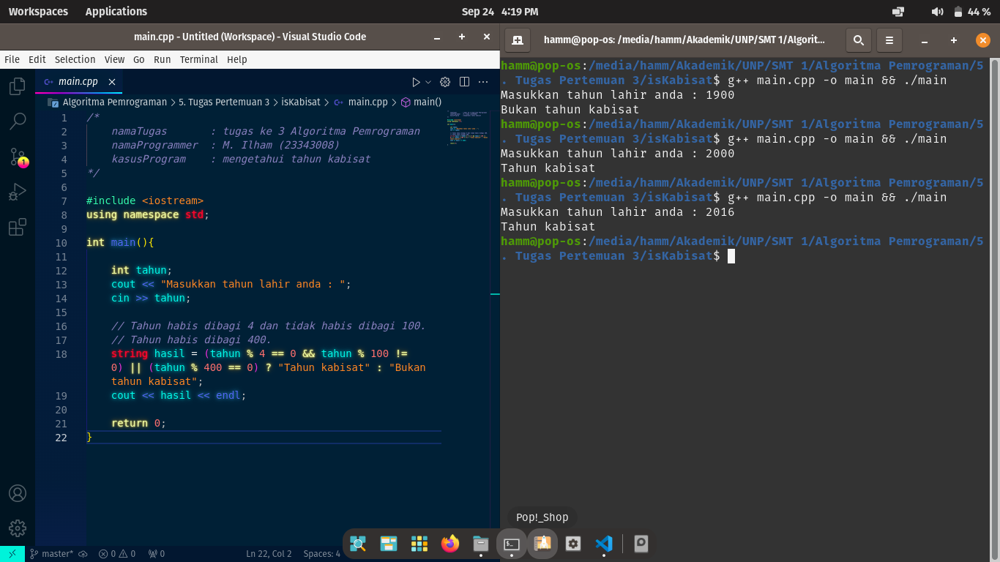 Workspaces Applications Sep 24 4:19 PM 44 %
main.cpp - Untitled (Workspace) - Visual Studio Code
File Edit Selection View Go Run Terminal Help
main.cpp
Algoritma Pemrograman > 5. Tugas Pertemuan 3 > isKabisat > main.cpp > main()
1 /*
2 namaTugas : tugas ke 3 Algoritma Pemrograman
3 namaProgrammer : M. Ilham (23343008)
4 kasusProgram : mengetahui tahun kabisat
5 */
6
7 #include <iostream>
8 using namespace std;
9
10 int main(){
11
12 int tahun;
13 cout << "Masukkan tahun lahir anda : ";
14 cin >> tahun;
15
16 // Tahun habis dibagi 4 dan tidak habis dibagi 100.
17 // Tahun habis dibagi 400.
18 string hasil = (tahun % 4 == 0 && tahun % 100 !=
0) || (tahun % 400 == 0) ? "Tahun kabisat" : "Bukan
tahun kabisat";
19 cout << hasil << endl;
20
21 return 0;
22 }
1
master* 0 0 0 Ln 22, Col 2 Spaces: 4
hamm@pop-os: /media/hamm/Akademik/UNP/SMT 1/Algorit...
hamm@pop-os:/media/hamm/Akademik/UNP/SMT 1/Algoritma Pemrograman/5
. Tugas Pertemuan 3/isKabisat$ g++ main.cpp -o main && ./main
Masukkan tahun lahir anda : 1900
Bukan tahun kabisat
hamm@pop-os:/media/hamm/Akademik/UNP/SMT 1/Algoritma Pemrograman/5
. Tugas Pertemuan 3/isKabisat$ g++ main.cpp -o main && ./main
Masukkan tahun lahir anda : 2000
Tahun kabisat
hamm@pop-os:/media/hamm/Akademik/UNP/SMT 1/Algoritma Pemrograman/5
. Tugas Pertemuan 3/isKabisat$ g++ main.cpp -o main && ./main
Masukkan tahun lahir anda : 2016
Tahun kabisat
hamm@pop-os:/media/hamm/Akademik/UNP/SMT 1/Algoritma Pemrograman/5
. Tugas Pertemuan 3/isKabisat$
Pop!_Shop